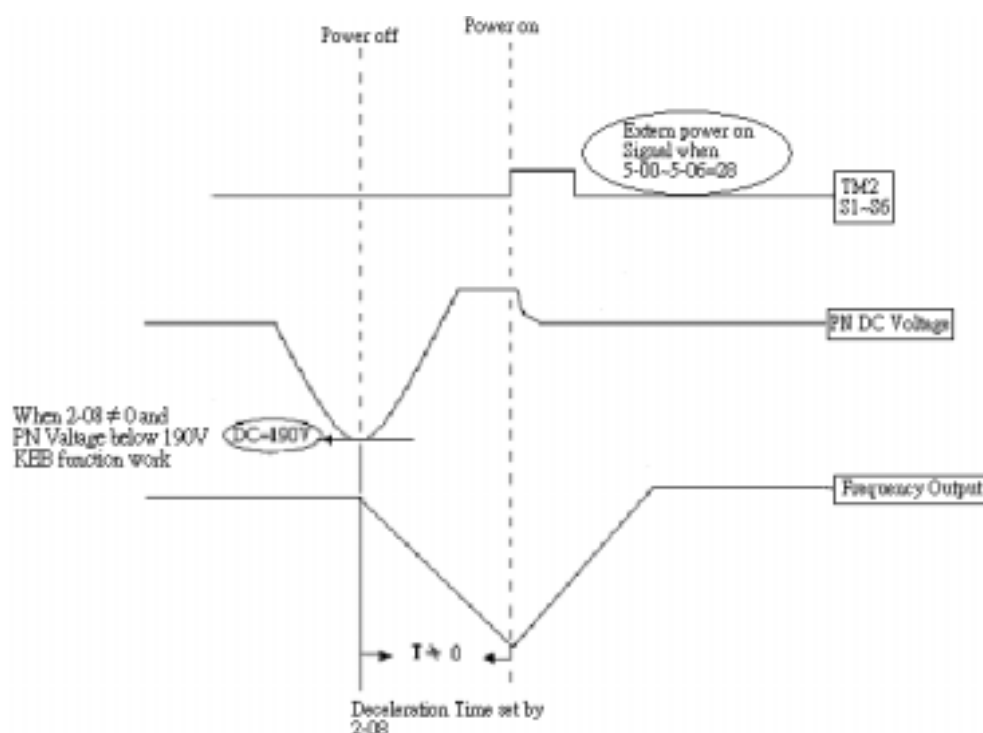 Power off
Power on
Extern power on
Signal when
5-00~5-06=28
TM2
S1~S6
PN DC Voltage
When 2-08 ≠ 0 and
PN Valtage below 190V
KEB function work
DC=190V
Frequency Output
T ≠ 0
Deceleration Time set by
2-08